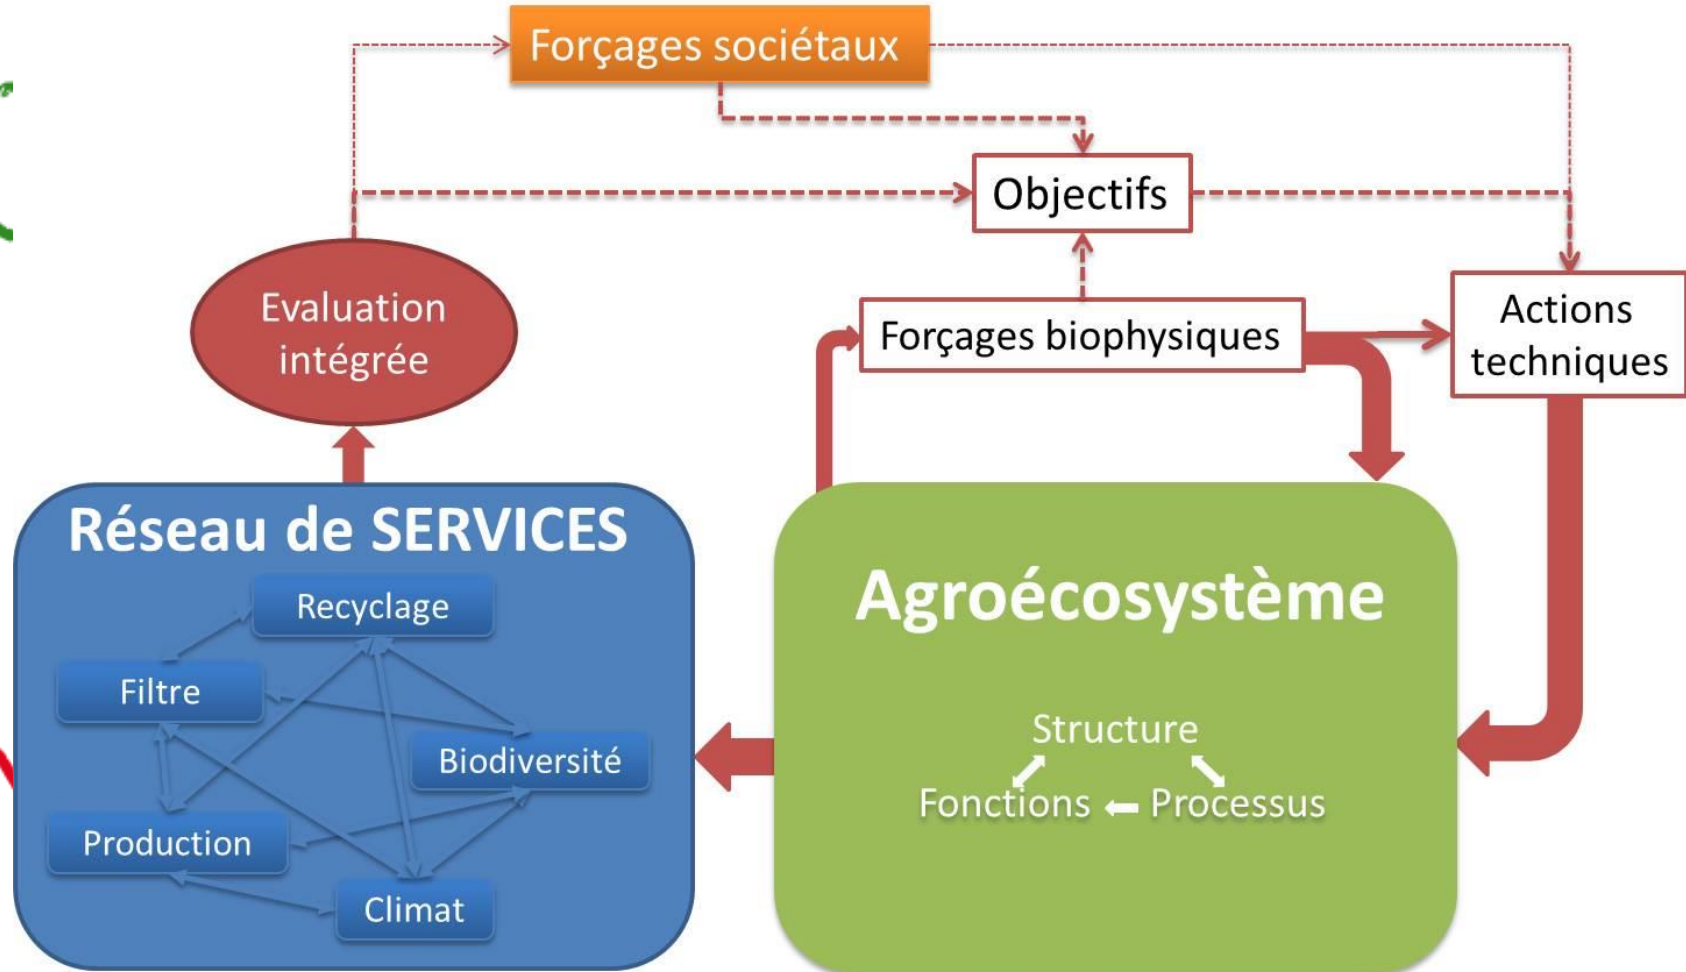 Forçages sociétaux
Objectifs
Evaluation
intégrée
Forçages biophysiques
Actions
techniques
Réseau de SERVICES
Recyclage
Filtre
Biodiversité
Production
Climat
Agroécosystème
Structure
Fonctions
Processus